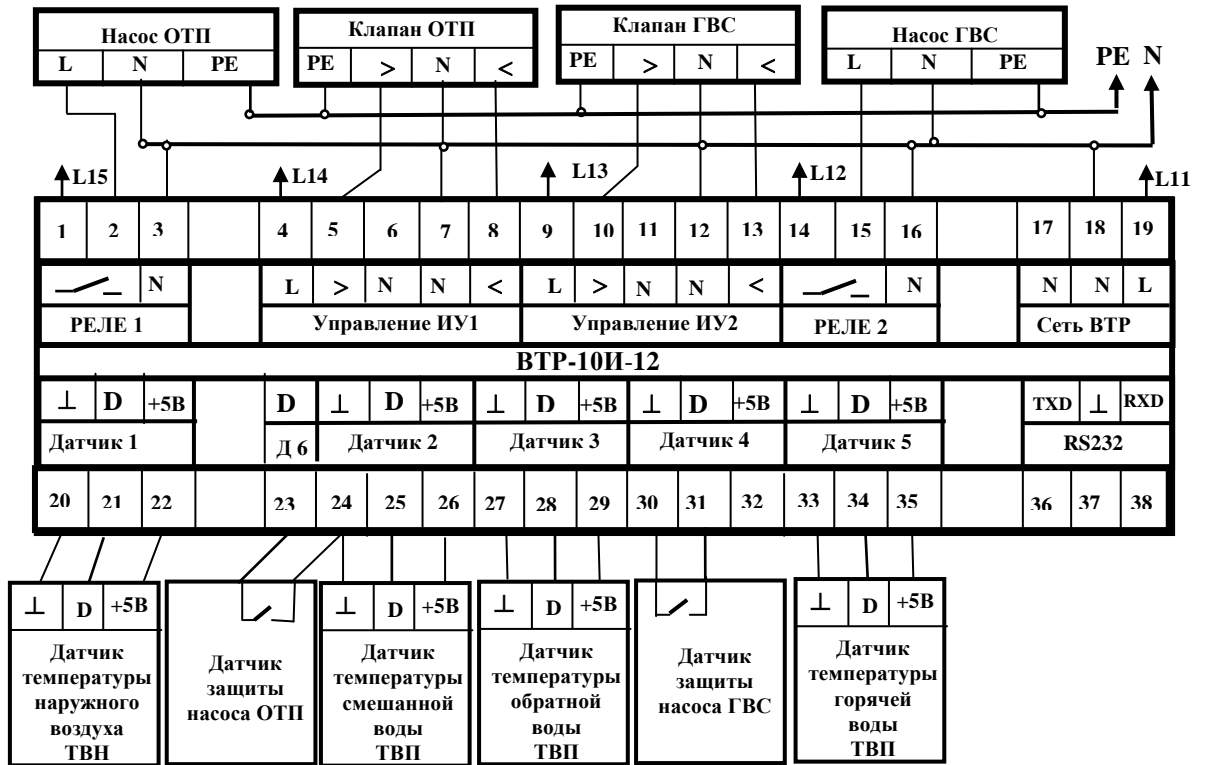 Насос ОТП
L N PE
Клапан ОТП
PE > N <
Клапан ГВС
PE > N <
Насос ГВС
L N PE
PE N
L15 L14 L13 L12 L11
1 2 3 4 5 6 7 8 9 10 11 12 13 14 15 16 17 18 19
N L > N N < L > N N < N N N L
РЕЛЕ 1 Управление ИУ1 Управление ИУ2 РЕЛЕ 2 Сеть ВТР
ВТР-10И-12
⊥ D +5В D ⊥ D +5В ⊥ D +5В ⊥ D +5В ⊥ D +5В TXD ⊥ RXD
Датчик 1 Д 6 Датчик 2 Датчик 3 Датчик 4 Датчик 5 RS232
20 21 22 23 24 25 26 27 28 29 30 31 32 33 34 35 36 37 38
⊥ D +5В
Датчик
температуры
наружного
воздуха
ТВН
Датчик
защиты
насоса ОТП
⊥ D +5В
Датчик
температуры
смешанной
воды
ТВП
⊥ D +5В
Датчик
температуры
обратной
воды
ТВП
Датчик
защиты
насоса ГВС
⊥ D +5В
Датчик
температуры
горячей
воды
ТВП